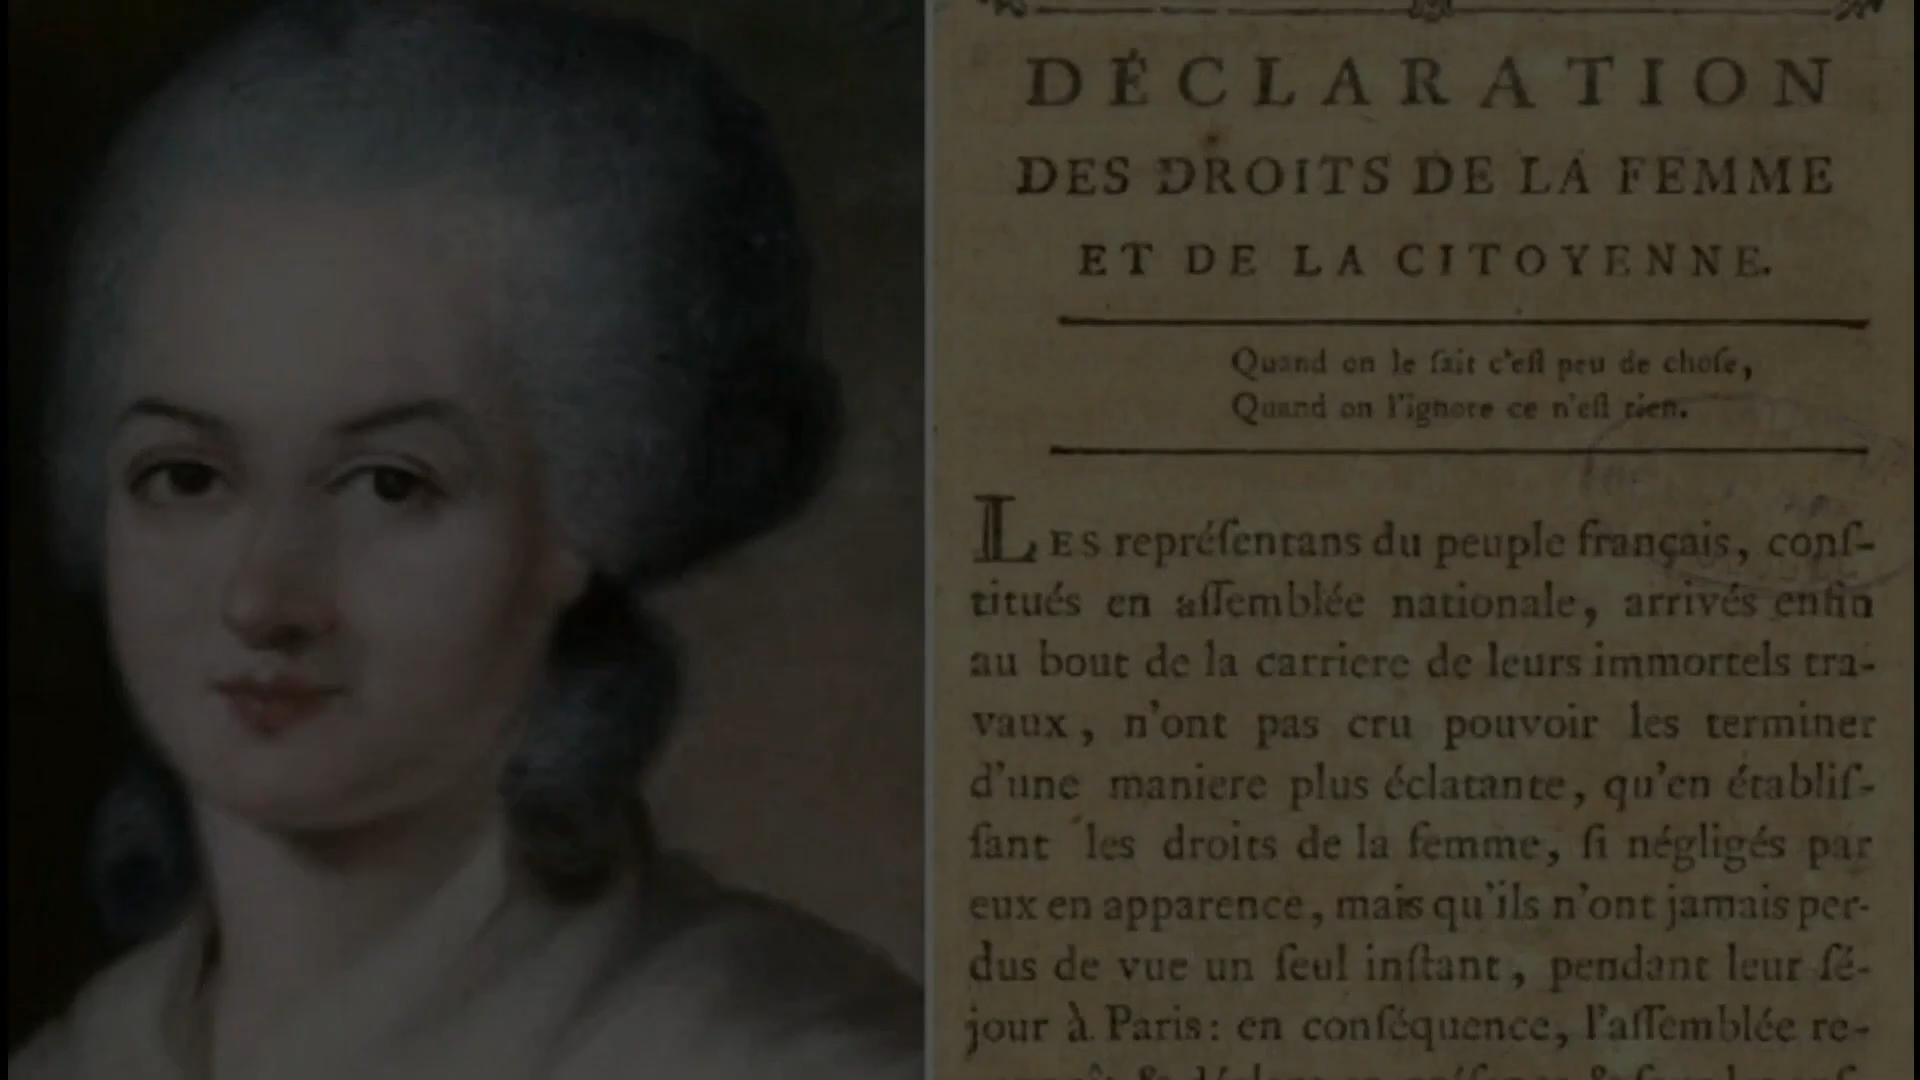 DÉCLARATION
DES DROITS DE LA FEMME
ET DE LA CITOYENNE.
Quand on le ſait c'eſt peu de choſe,
Quand on l'ignore ce n'eſt rien.
LES repréſentans du peuple français, conſ-
titués en aſſemblée nationale, arrivés enfin
au bout de la carriere de leurs immortels tra-
vaux, n'ont pas cru pouvoir les terminer
d'une maniere plus éclatante, qu'en établiſ-
ſant les droits de la femme, ſi négligés par
eux en apparence, mais qu'ils n'ont jamais per-
dus de vue un ſeul inſtant, pendant leur ſé-
jour à Paris: en conſéquence, l'aſſemblée re-